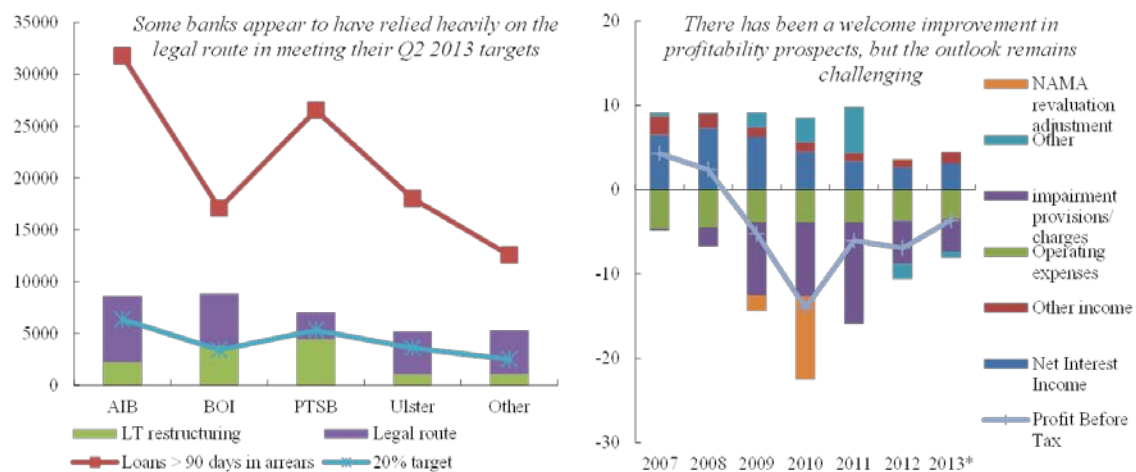 Some banks appear to have relied heavily on the
legal route in meeting their Q2 2013 targets
35000
30000
25000
20000
15000
10000
5000
0
AIB BOI PTSB Ulster Other
LT restructuring Legal route
Loans > 90 days in arrears 20% target
There has been a welcome improvement in
profitability prospects, but the outlook remains
challenging
20
10
0
-10
-20
-30
2007 2008 2009 2010 2011 2012 2013*
NAMA
revaluation
adjustment
Other
impairment
provisions/
charges
Operating
expenses
Other income
Net Interest
Income
Profit Before
Tax